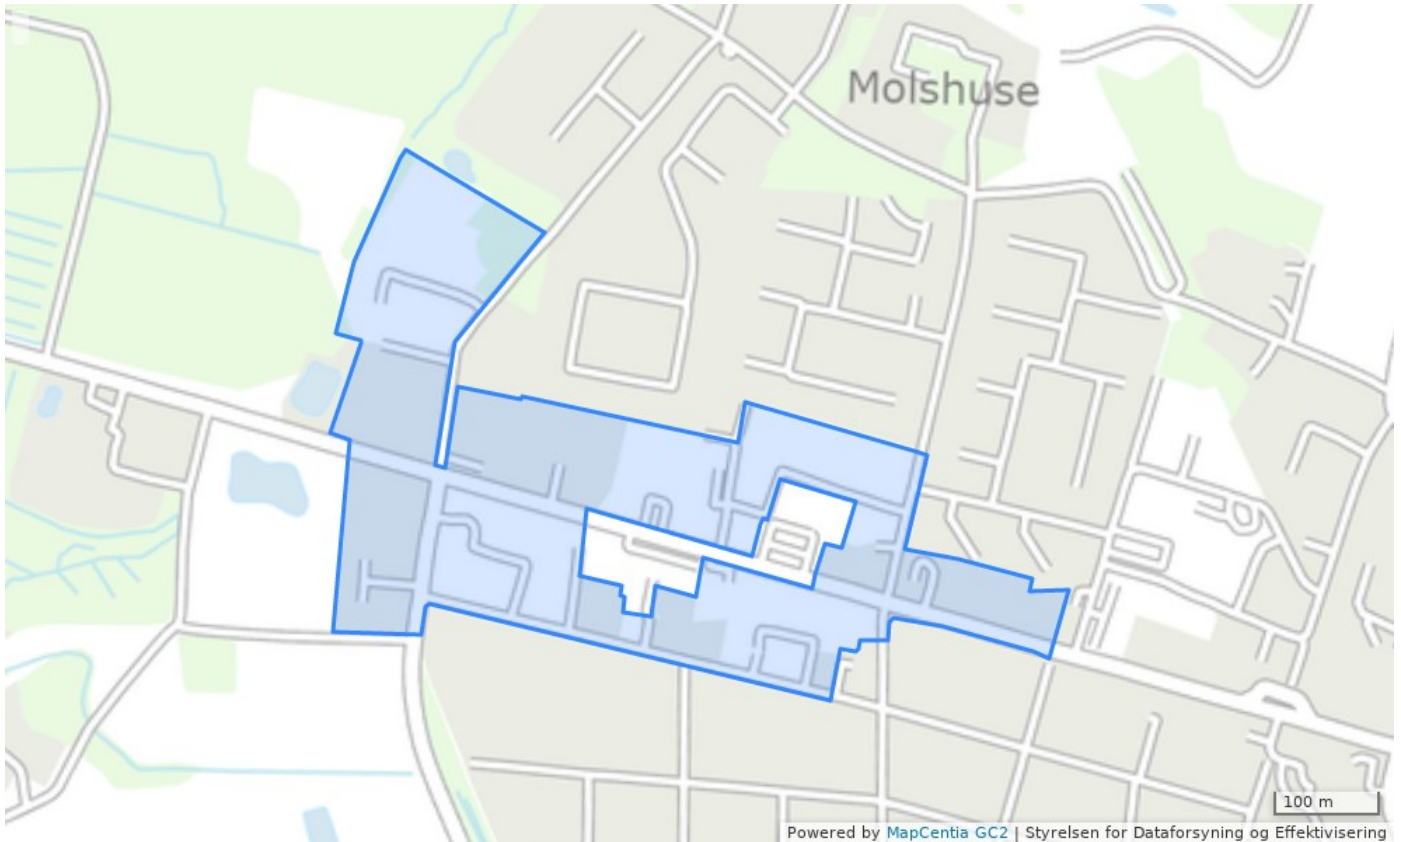 Molshuse
100 m
Powered by MapCentia GC2 | Styrelsen for Dataforsyning og Effektivisering